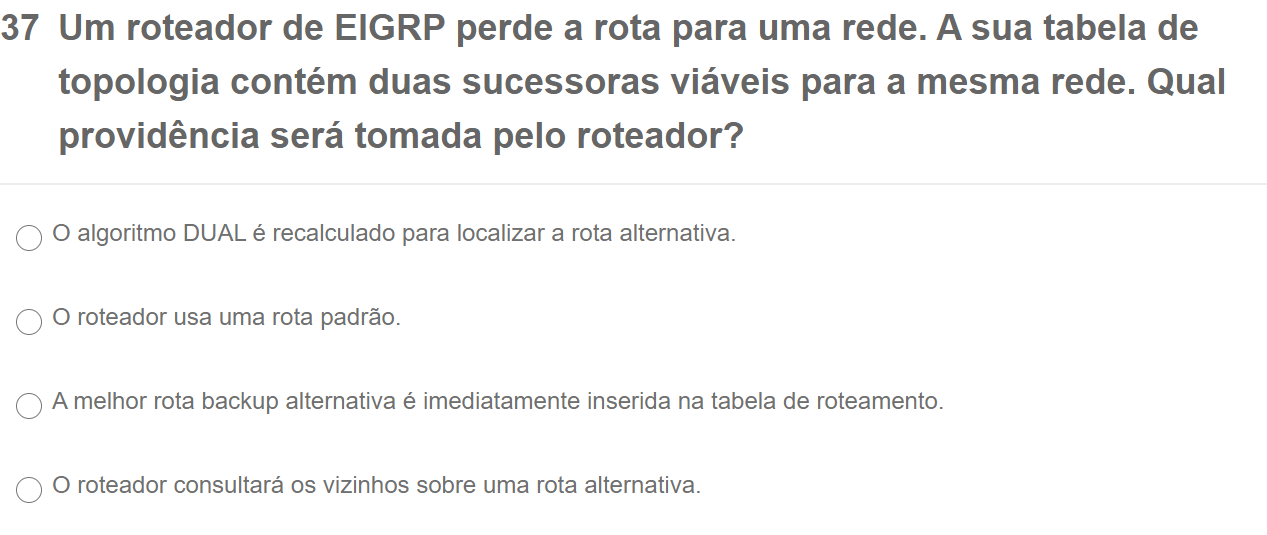 37 Um roteador de EIGRP perde a rota para uma rede. A sua tabela de
topologia contém duas sucessoras viáveis para a mesma rede. Qual
providência será tomada pelo roteador?
O algoritmo DUAL é recalculado para localizar a rota alternativa.
O roteador usa uma rota padrão.
A melhor rota backup alternativa é imediatamente inserida na tabela de roteamento.
O roteador consultará os vizinhos sobre uma rota alternativa.